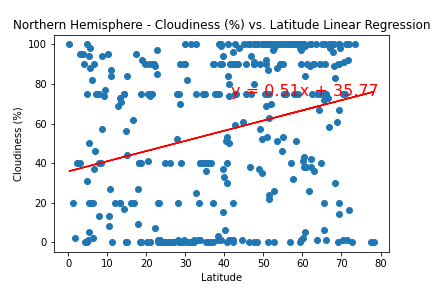 Northern Hemisphere - Cloudiness (%) vs. Latitude Linear Regression
100
80
60
40
20
0
Cloudiness (%)
y = 0.51x + 35.77
0 10 20 30 40 50 60 70 80
Latitude